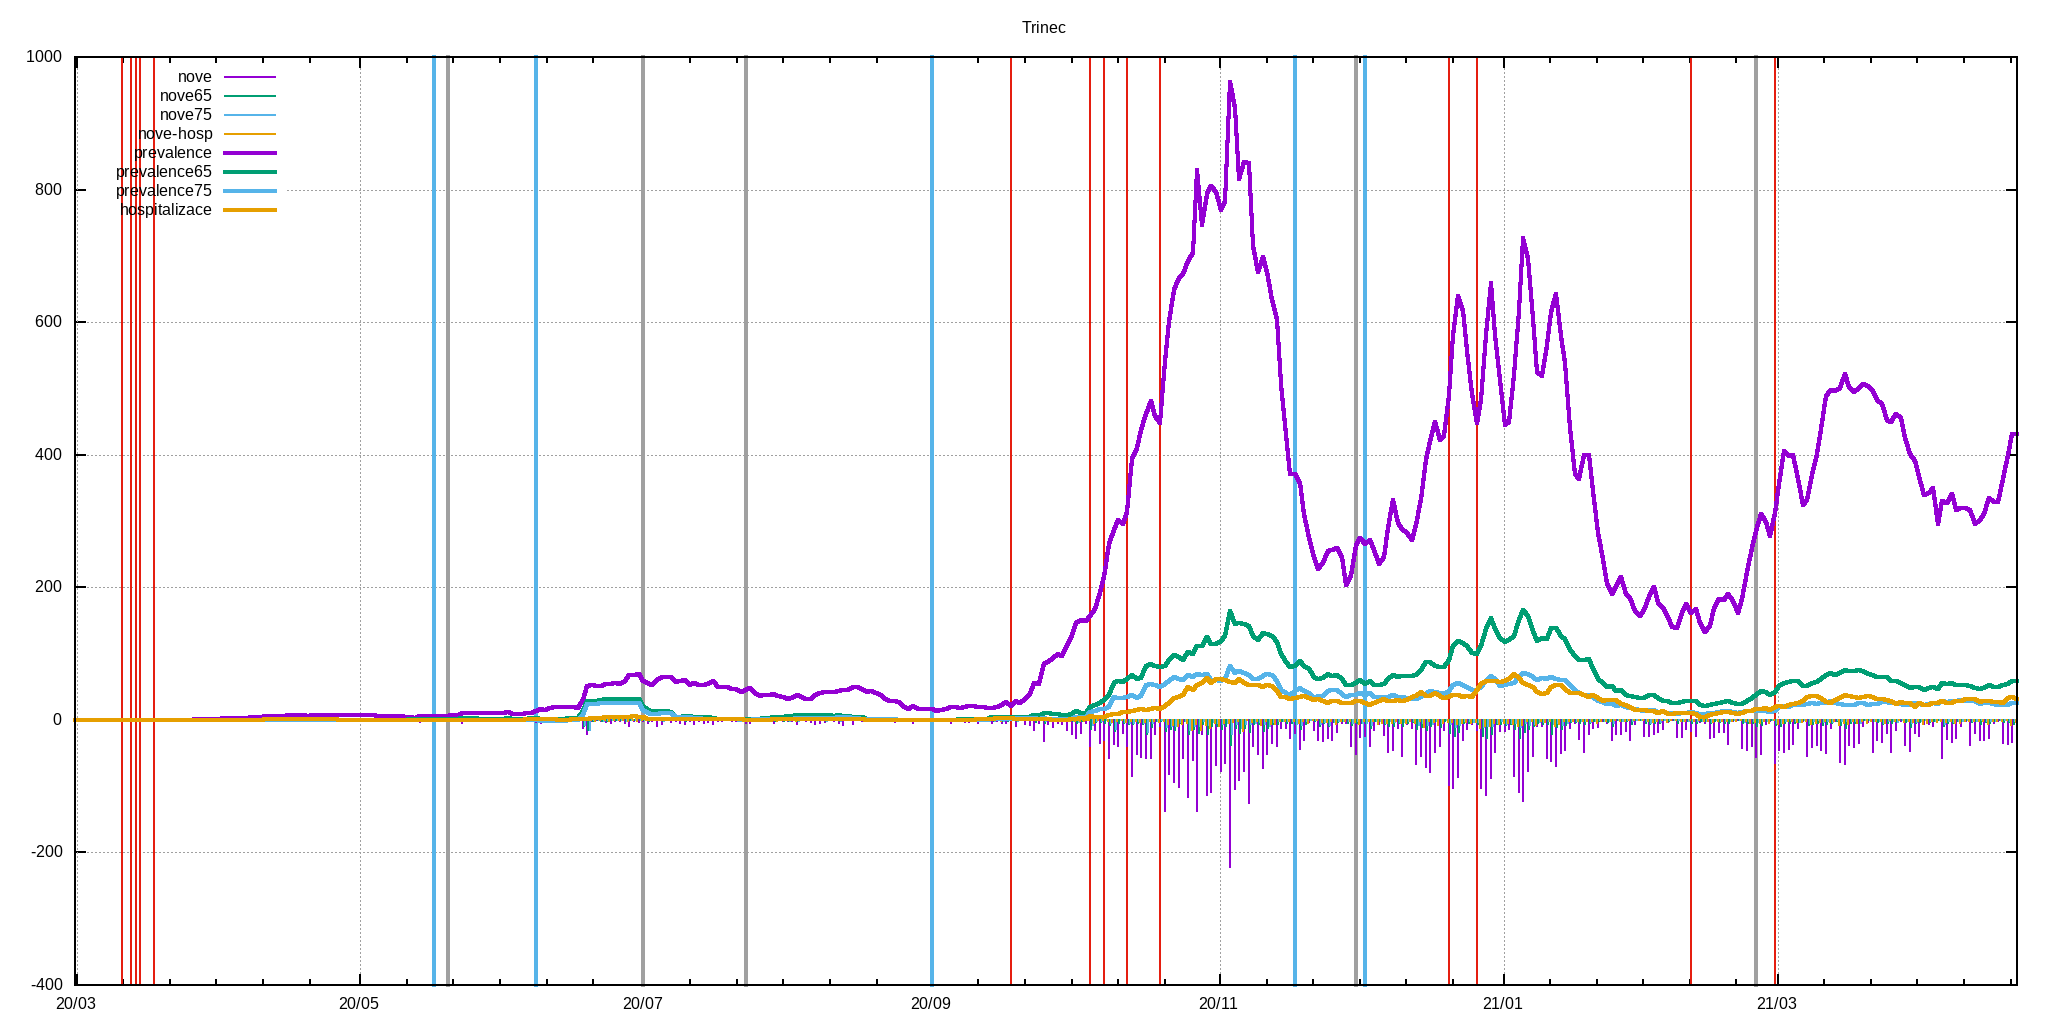 Trinec
1000
800
600
400
200
0
-200
-400
nove
nove65
nove75
nove-hosp
prevalence
prevalence65
prevalence75
hospitalizace
20/03 20/05 20/07 20/09 20/11 21/01 21/03